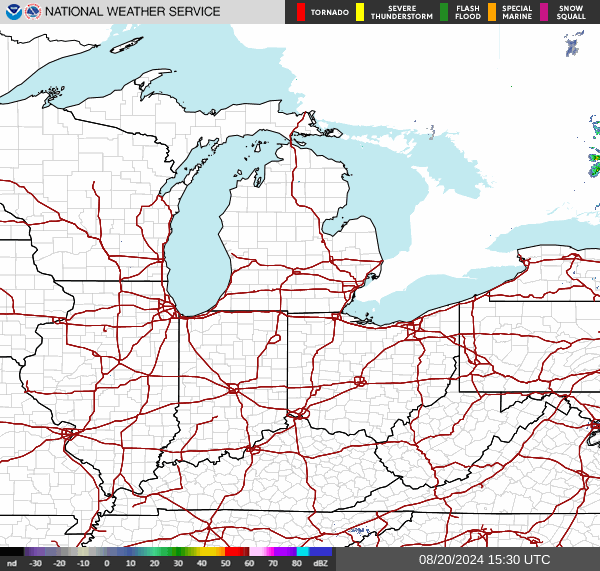 NATIONAL WEATHER SERVICE
TORNADO
SEVERE THUNDERSTORM
FLASH FLOOD
SPECIAL MARINE
SNOW SQUALL
nd -30 -20 -10 0 10 20 30 40 50 60 70 80 dBZ
08/20/2024 15:30 UTC